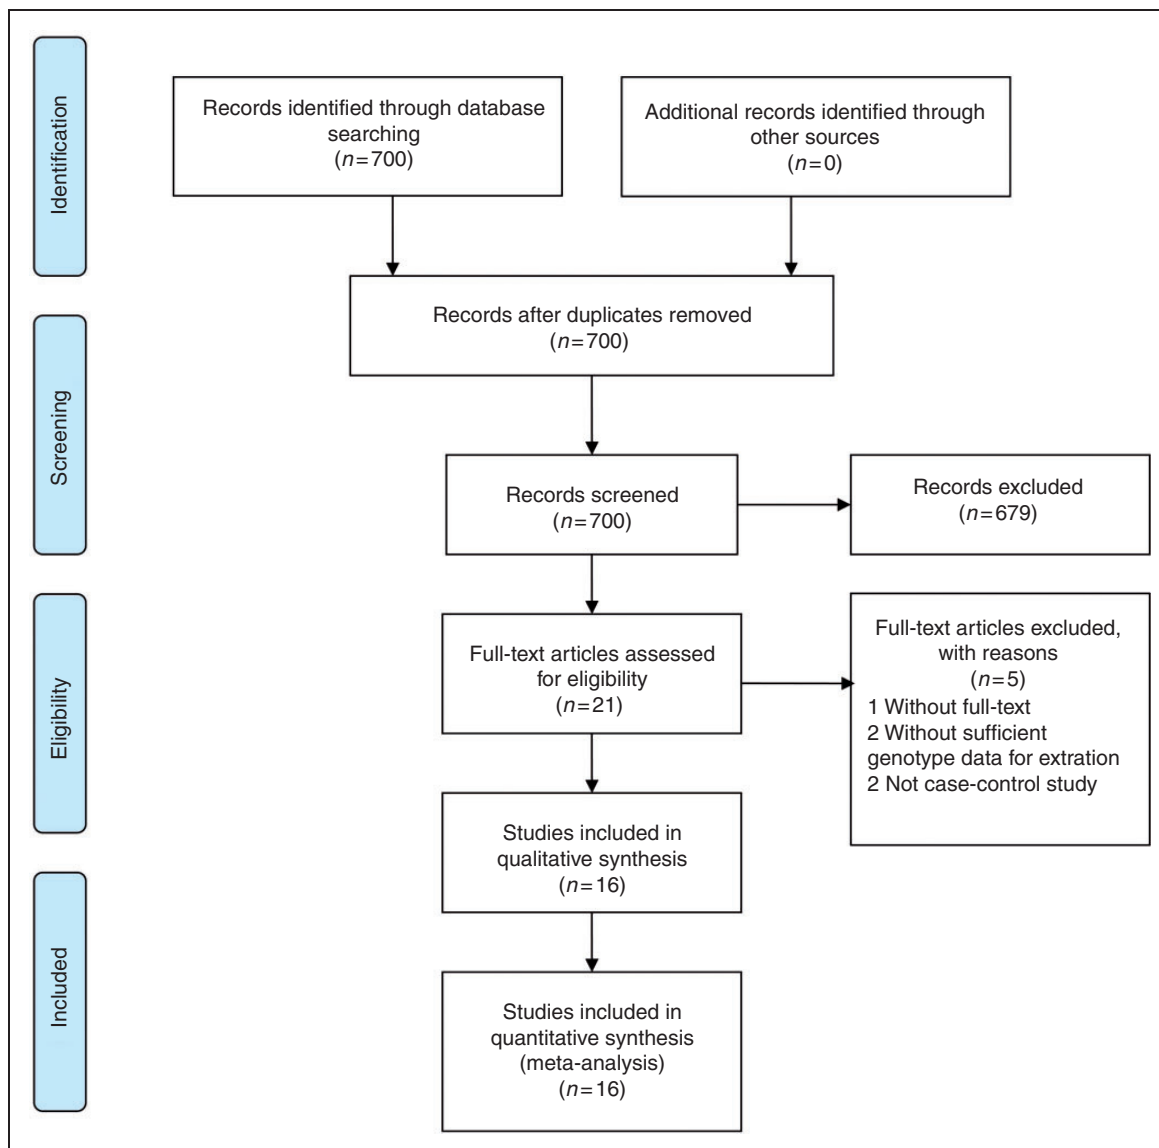 Identification
Records identified through database
searching
(n=700)
Additional records identified through
other sources
(n=0)
Records after duplicates removed
(n=700)
Screening
Records screened
(n=700)
Records excluded
(n=679)
Eligibility
Full-text articles assessed
for eligibility
(n=21)
Full-text articles excluded,
with reasons
(n=5)
1 Without full-text
2 Without sufficient
genotype data for extration
2 Not case-control study
Studies included in
qualitative synthesis
(n=16)
Included
Studies included in
quantitative synthesis
(meta-analysis)
(n=16)